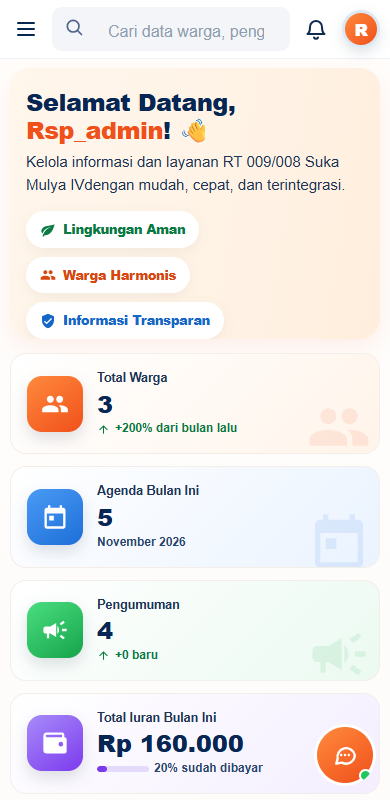 Cari data warga, peng
R
Selamat Datang,
Rsp_admin! 👋
Kelola informasi dan layanan RT 009/008 Suka
Mulya IVdengan mudah, cepat, dan terintegrasi.
Lingkungan Aman
Warga Harmonis
Informasi Transparan
Total Warga
3
↑ +200% dari bulan lalu
Agenda Bulan Ini
5
November 2026
Pengumuman
4
↑ +0 baru
Total Iuran Bulan Ini
Rp 160.000
20% sudah dibayar